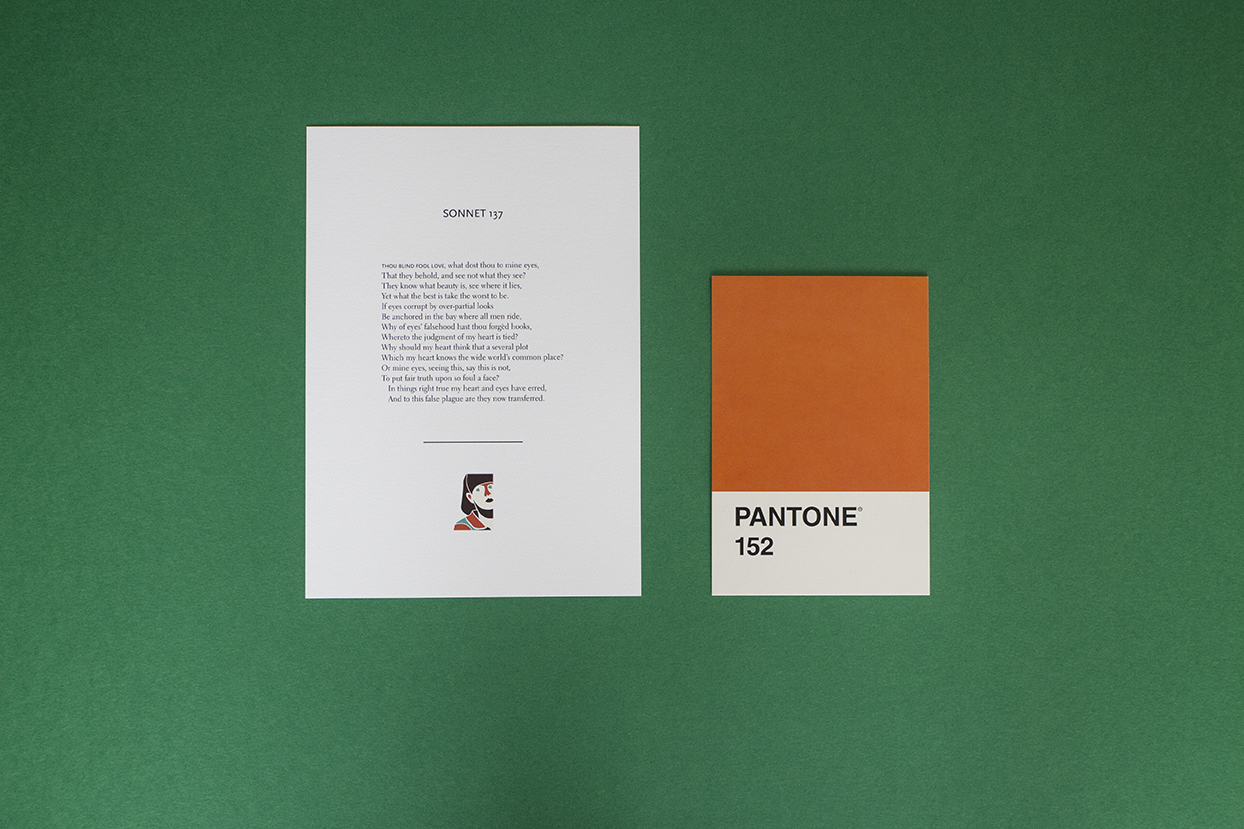 SONNET 137
THOU BLIND FOOL LOVE, what dost thou to mine eyes,
That they behold, and see not what they see?
They know what beauty is, see where it lies,
Yet what the best is take the worst to be.
If eyes corrupt by over-partial looks
Be anchored in the bay where all men ride,
Why of eyes' falsehood hast thou forgèd hooks,
Whereto the judgment of my heart is tied?
Why should my heart think that a several plot
Which my heart knows the wide world's common place?
Or mine eyes, seeing this, say this is not,
To put fair truth upon so foul a face?
In things right true my heart and eyes have erred,
And to this false plague are they now transferred.
PANTONE®
152